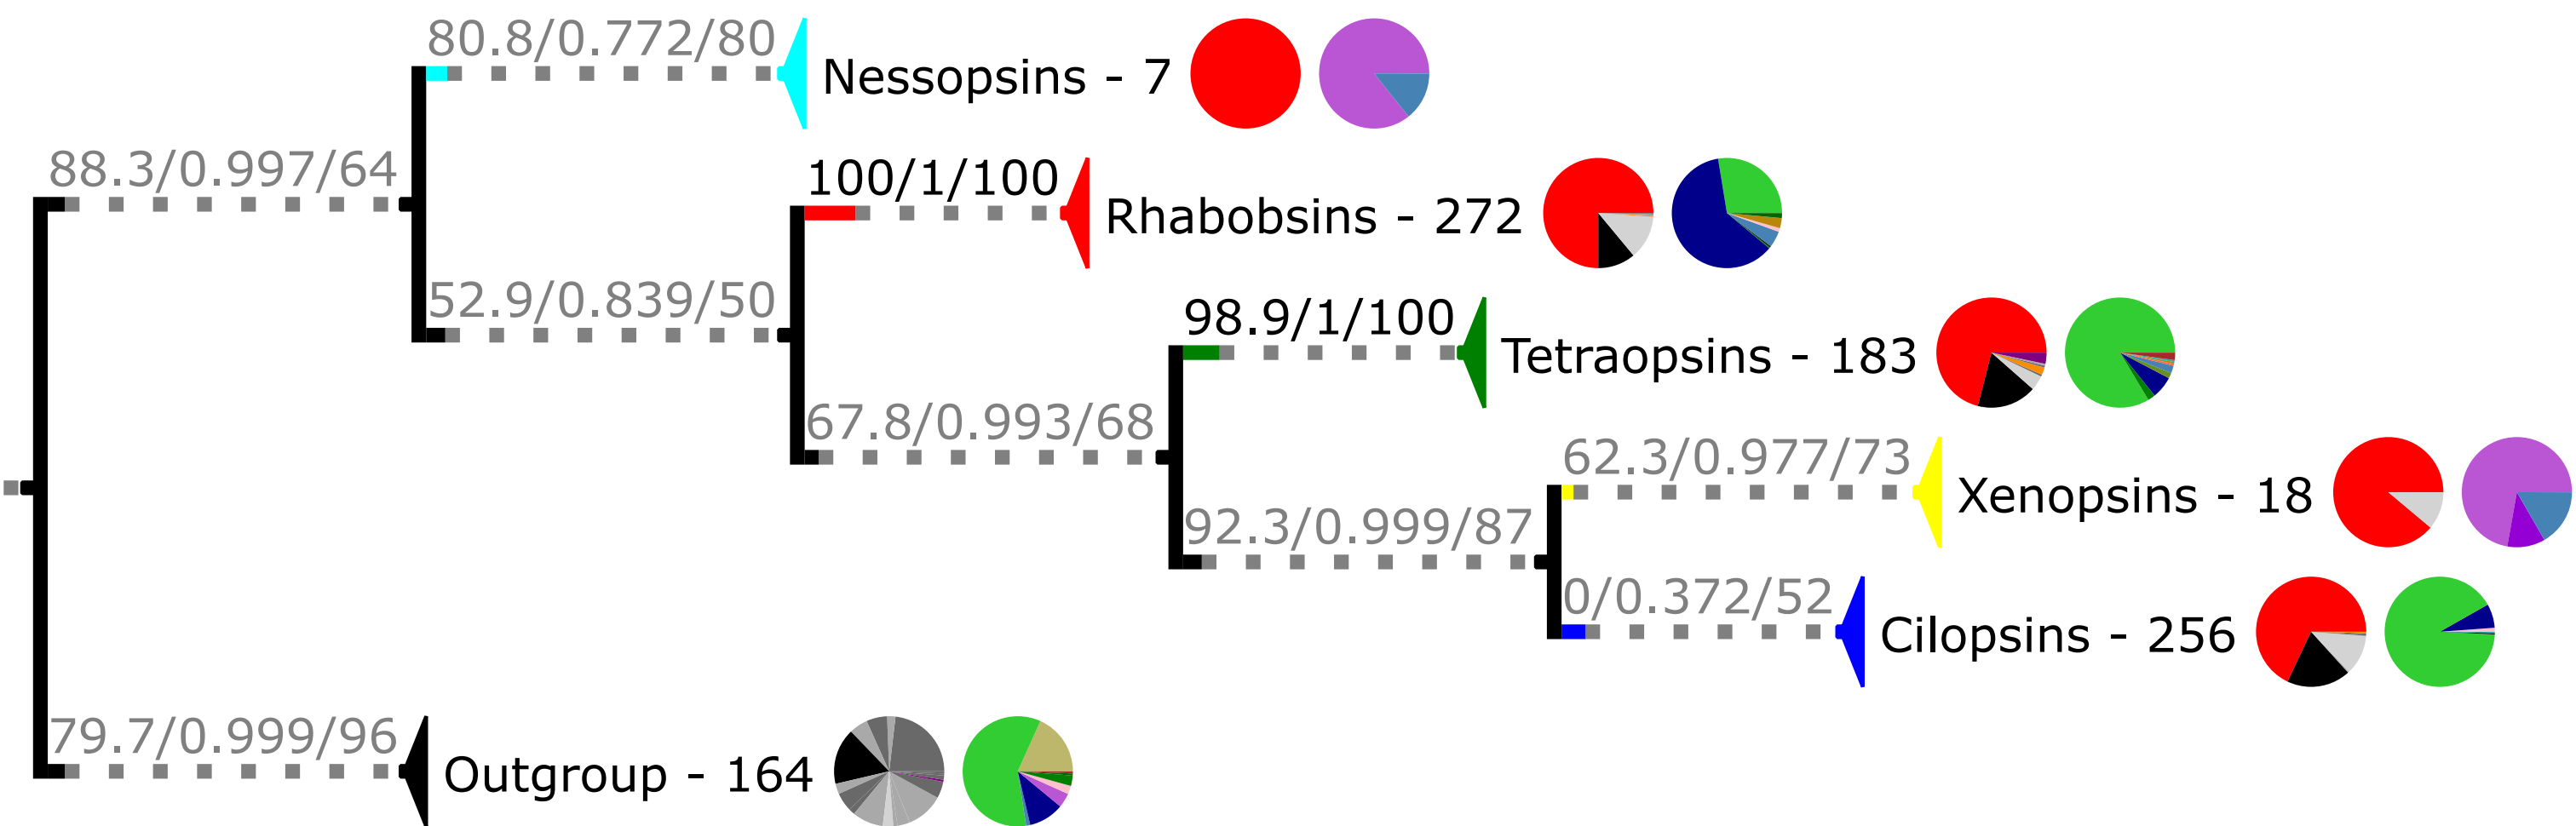 80.8/0.772/80
Nessopsins - 7
88.3/0.997/64
100/1/100
Rhabobsins - 272
52.9/0.839/50
98.9/1/100
Tetraopsins - 183
67.8/0.993/68
62.3/0.977/73
Xenopsins - 18
92.3/0.999/87
0/0.372/52
Cilopsins - 256
79.7/0.999/96
Outgroup - 164